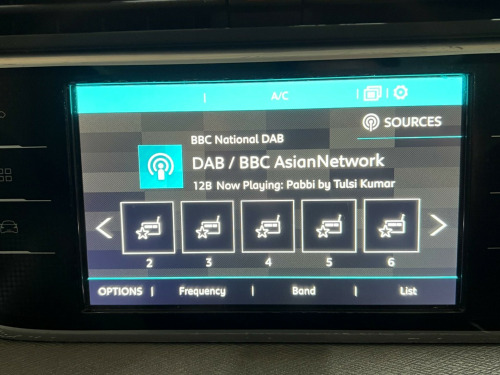 A/C
SOURCES
BBC National DAB
DAB / BBC AsianNetwork
12B Now Playing: Pabbi by Tulsi Kumar
2 3 4 5 6
OPTIONS | Frequency | Band | List